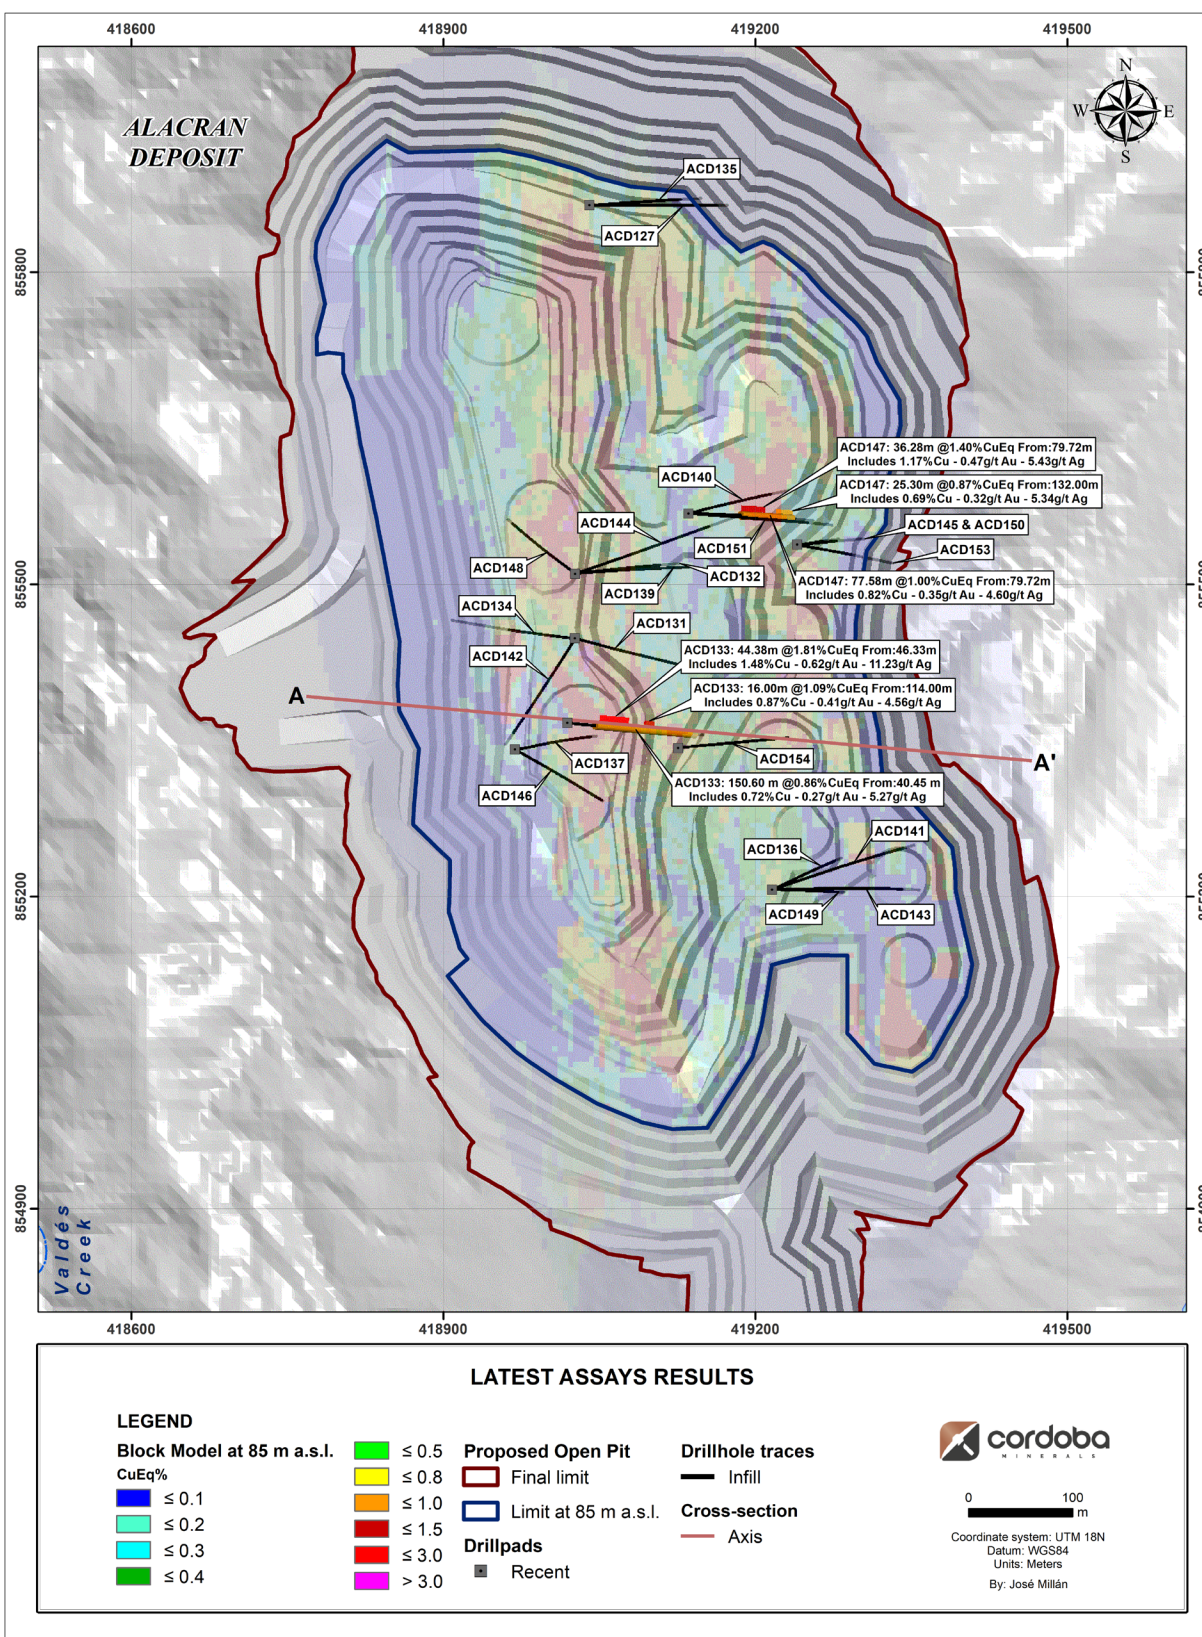 418600
418900
419200
419500
N
W
E
S
ALACRAN
DEPOSIT
ACD135
ACD127
855800
855800
ACD147: 36.28m @1.40%CuEq From:79.72m
Includes 1.17%Cu - 0.47g/t Au - 5.43g/t Ag
ACD140
ACD147: 25.30m @0.87%CuEq From:132.00m
Includes 0.69%Cu - 0.32g/t Au - 5.34g/t Ag
ACD144
ACD145 & ACD150
ACD151
ACD153
ACD148
ACD132
ACD139
ACD147: 77.58m @1.00%CuEq From:79.72m
Includes 0.82%Cu - 0.35g/t Au - 4.60g/t Ag
855500
855500
ACD134
ACD131
ACD142
ACD133: 44.38m @1.81%CuEq From:46.33m
Includes 1.48%Cu - 0.62g/t Au - 11.23g/t Ag
A
ACD133: 16.00m @1.09%CuEq From:114.00m
Includes 0.87%Cu - 0.41g/t Au - 4.56g/t Ag
ACD137
ACD154
A'
ACD146
ACD133: 150.60 m @0.86%CuEq From:40.45 m
Includes 0.72%Cu - 0.27g/t Au - 5.27g/t Ag
ACD141
ACD136
855200
855200
ACD149
ACD143
854900
854900
Valdés
Creek
418600
418900
419200
419500
LATEST ASSAYS RESULTS
LEGEND
Block Model at 85 m a.s.l.
CuEq%
≤ 0.1
≤ 0.2
≤ 0.3
≤ 0.4
≤ 0.5
≤ 0.8
≤ 1.0
≤ 1.5
≤ 3.0
> 3.0
Proposed Open Pit
Final limit
Limit at 85 m a.s.l.
Drillpads
Recent
Drillhole traces
Infill
Cross-section
Axis
cordoba
MINERALS
0 100
m
Coordinate system: UTM 18N
Datum: WGS84
Units: Meters
By: José Millán